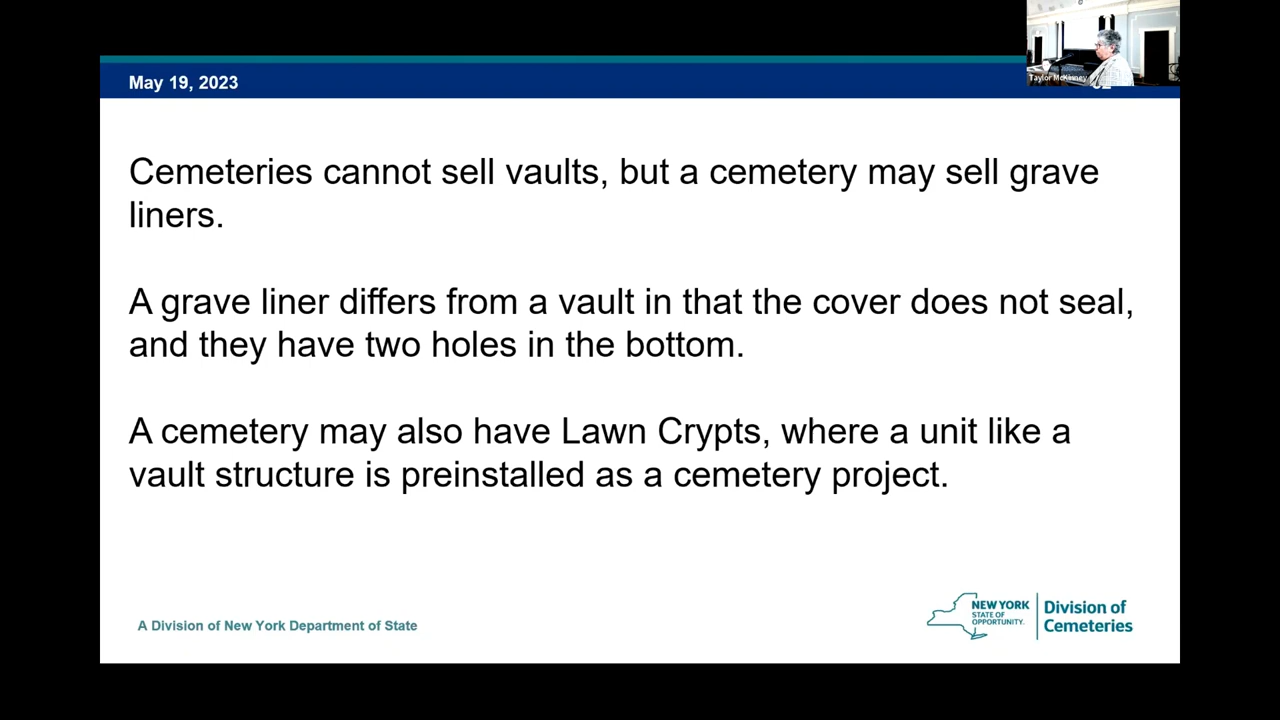 May 19, 2023
Taylor McKinney
Cemeteries cannot sell vaults, but a cemetery may sell grave
liners.
A grave liner differs from a vault in that the cover does not seal,
and they have two holes in the bottom.
A cemetery may also have Lawn Crypts, where a unit like a
vault structure is preinstalled as a cemetery project.
A Division of New York Department of State
NEW YORK
STATE OF
OPPORTUNITY.
Division of
Cemeteries